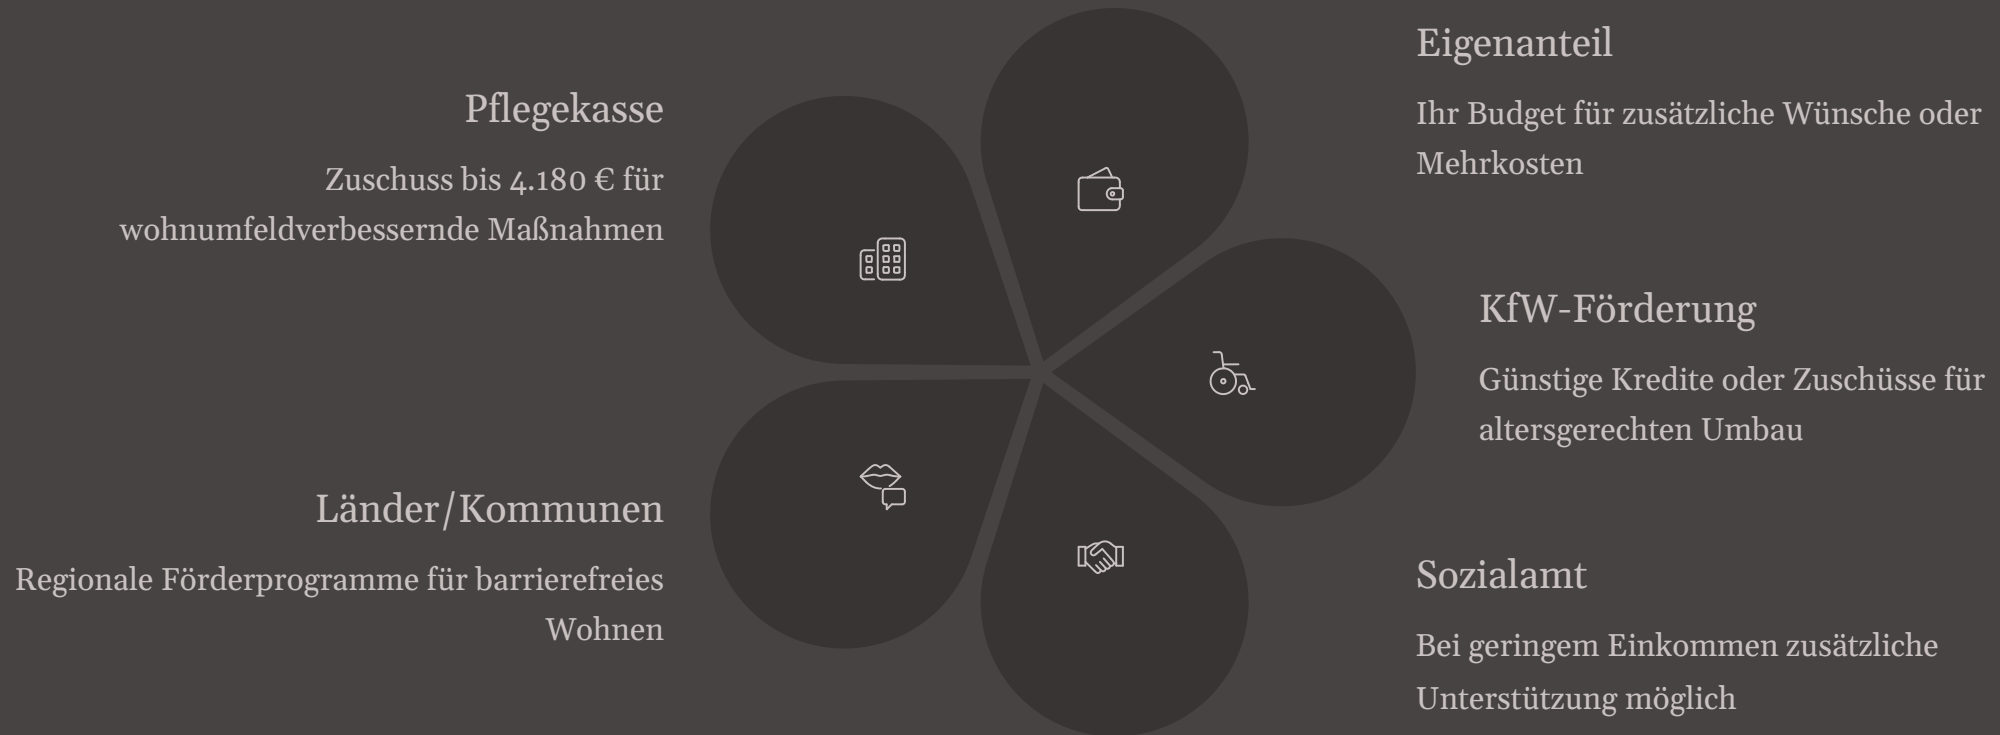 Pflegekasse
Zuschuss bis 4.180 € für
wohnumfeldverbessernde Maßnahmen
Eigenanteil
Ihr Budget für zusätzliche Wünsche oder
Mehrkosten
KfW-Förderung
Günstige Kredite oder Zuschüsse für
altersgerechten Umbau
Länder/Kommunen
Regionale Förderprogramme für barrierefreies
Wohnen
Sozialamt
Bei geringem Einkommen zusätzliche
Unterstützung möglich